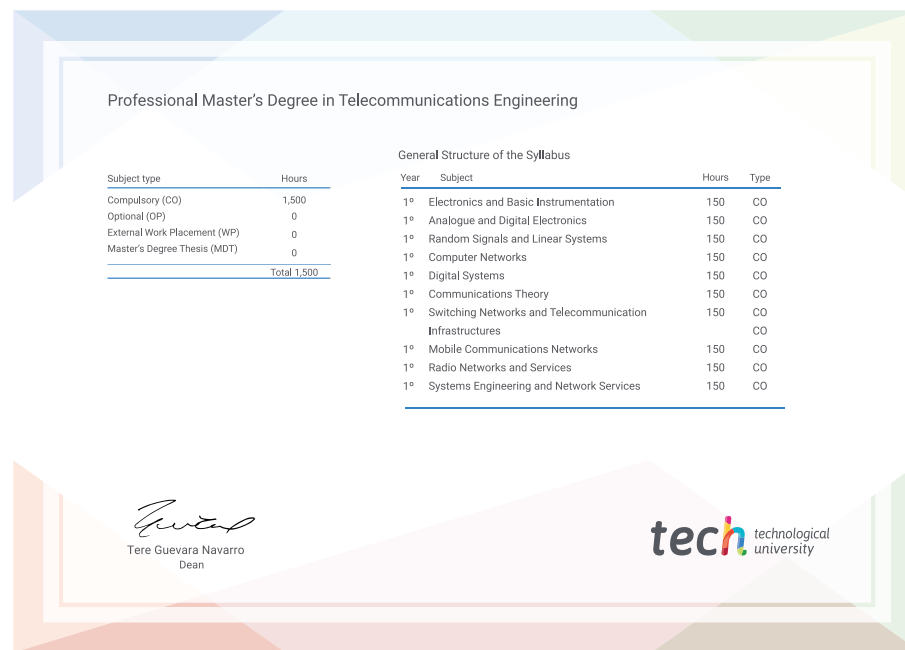 Professional Master's Degree in Telecommunications Engineering
Subject type Hours
Compulsory (CO) 1,500
Optional (OP) 0
External Work Placement (WP) 0
Master's Degree Thesis (MDT) 0
Total 1,500
General Structure of the Syllabus
Year Subject Hours Type
1º Electronics and Basic Instrumentation 150 CO
1º Analogue and Digital Electronics 150 CO
1º Random Signals and Linear Systems 150 CO
1º Computer Networks 150 CO
1º Digital Systems 150 CO
1º Communications Theory 150 CO
1º Switching Networks and Telecommunication 150 CO
Infrastructures CO
1º Mobile Communications Networks 150 CO
1º Radio Networks and Services 150 CO
1º Systems Engineering and Network Services 150 CO
Tere Guevara Navarro
Dean
tech technological
university